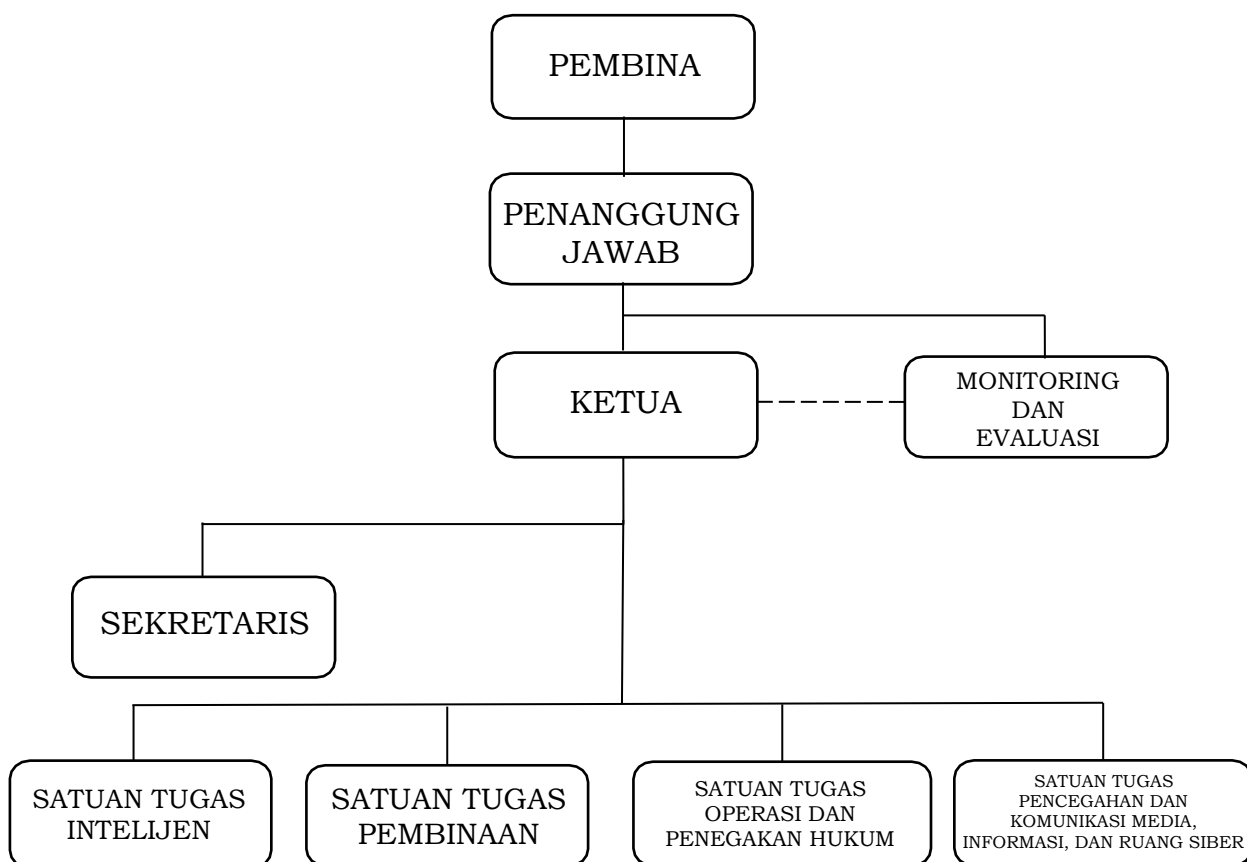 PEMBINA
PENANGGUNG
JAWAB
KETUA
MONITORING
DAN
EVALUASI
SEKRETARIS
SATUAN TUGAS
INTELIJEN
SATUAN TUGAS
PEMBINAAN
SATUAN TUGAS
OPERASI DAN
PENEGAKAN HUKUM
SATUAN TUGAS
PENCEGAHAN DAN
KOMUNIKASI MEDIA,
INFORMASI, DAN RUANG SIBER